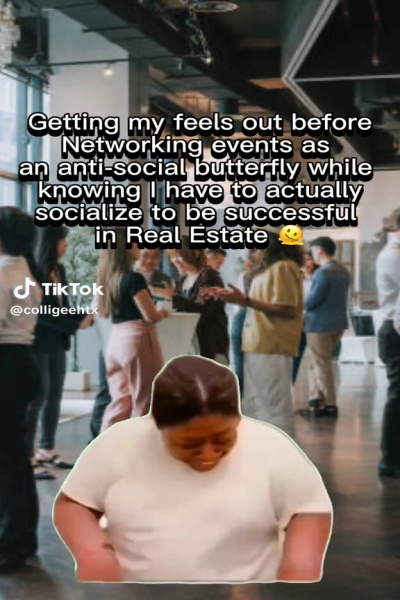 Getting my feels out before
Networking events as
an anti-social butterfly while
knowing I have to actually
socialize to be successful
in Real Estate 🫠
TikTok
@colligeehtx